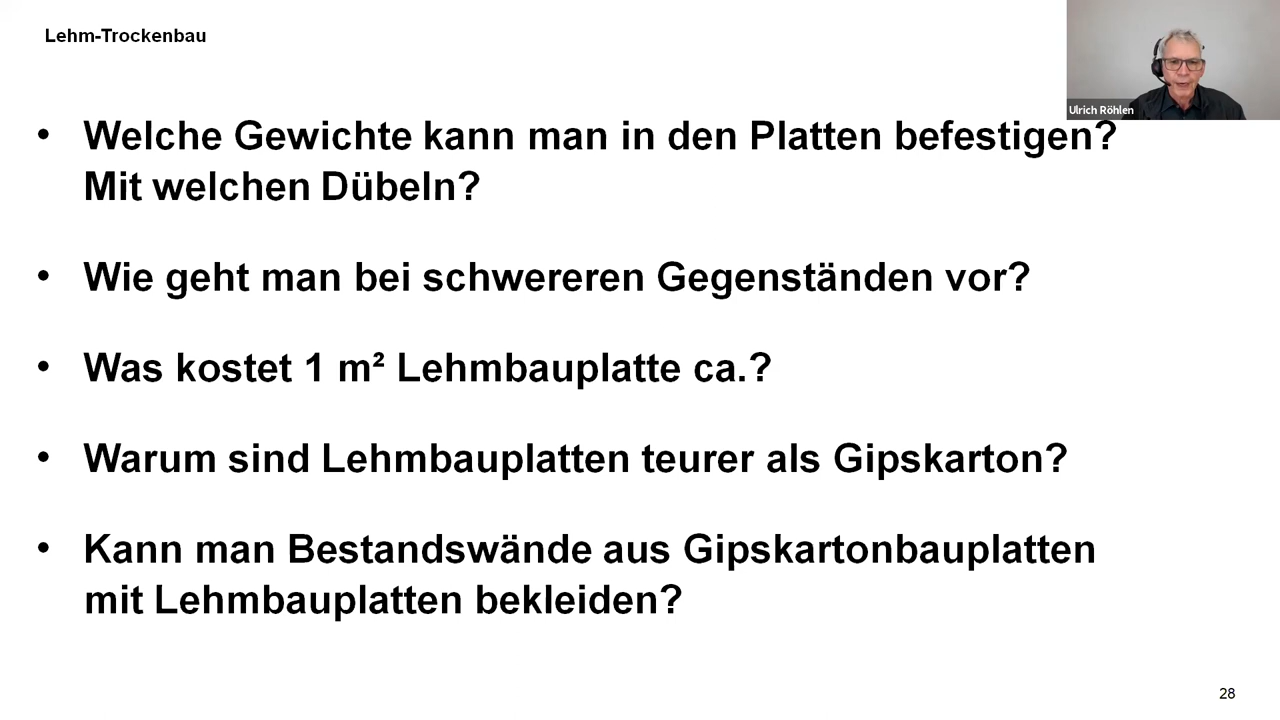 Lehm-Trockenbau
Ulrich Röhlen
• Welche Gewichte kann man in den Platten befestigen?
Mit welchen Dübeln?
• Wie geht man bei schwereren Gegenständen vor?
• Was kostet 1 m² Lehmbauplatte ca.?
• Warum sind Lehmbauplatten teurer als Gipskarton?
• Kann man Bestandswände aus Gipskartonbauplatten
mit Lehmbauplatten bekleiden?
28